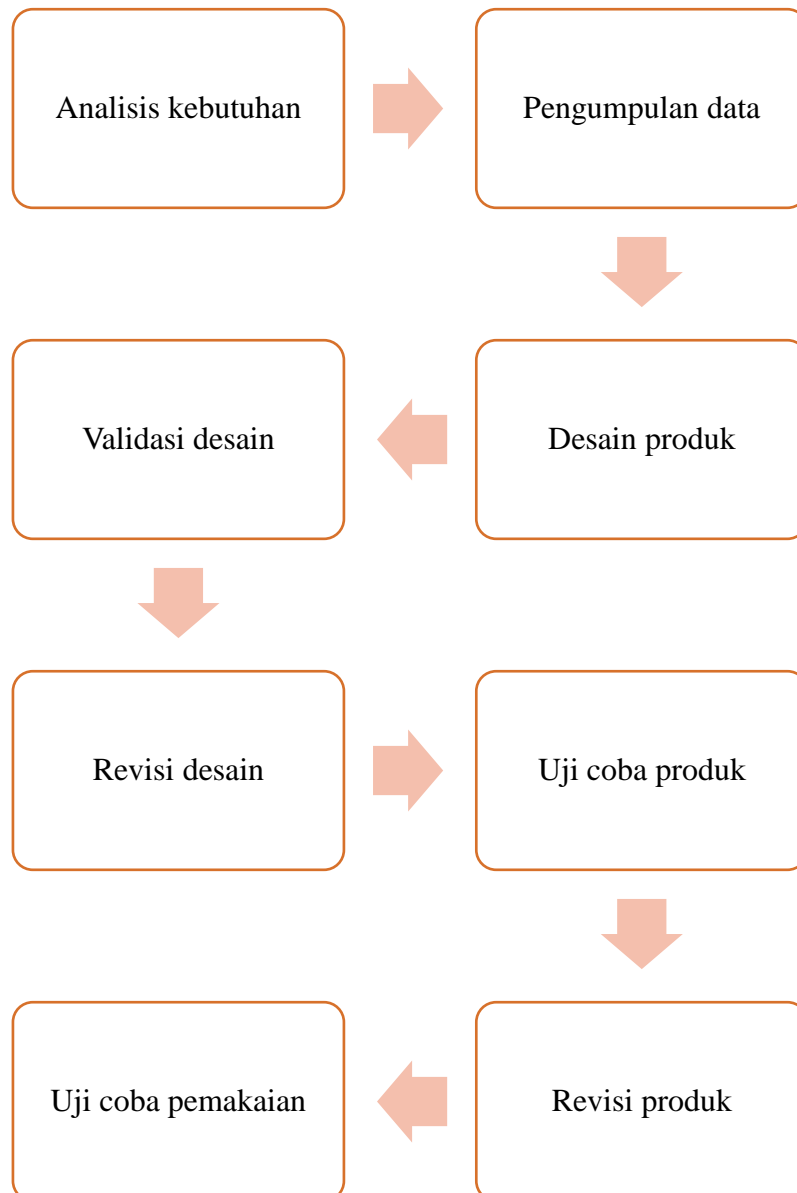 Analisis kebutuhan
Pengumpulan data
Desain produk
Validasi desain
Revisi desain
Uji coba produk
Revisi produk
Uji coba pemakaian